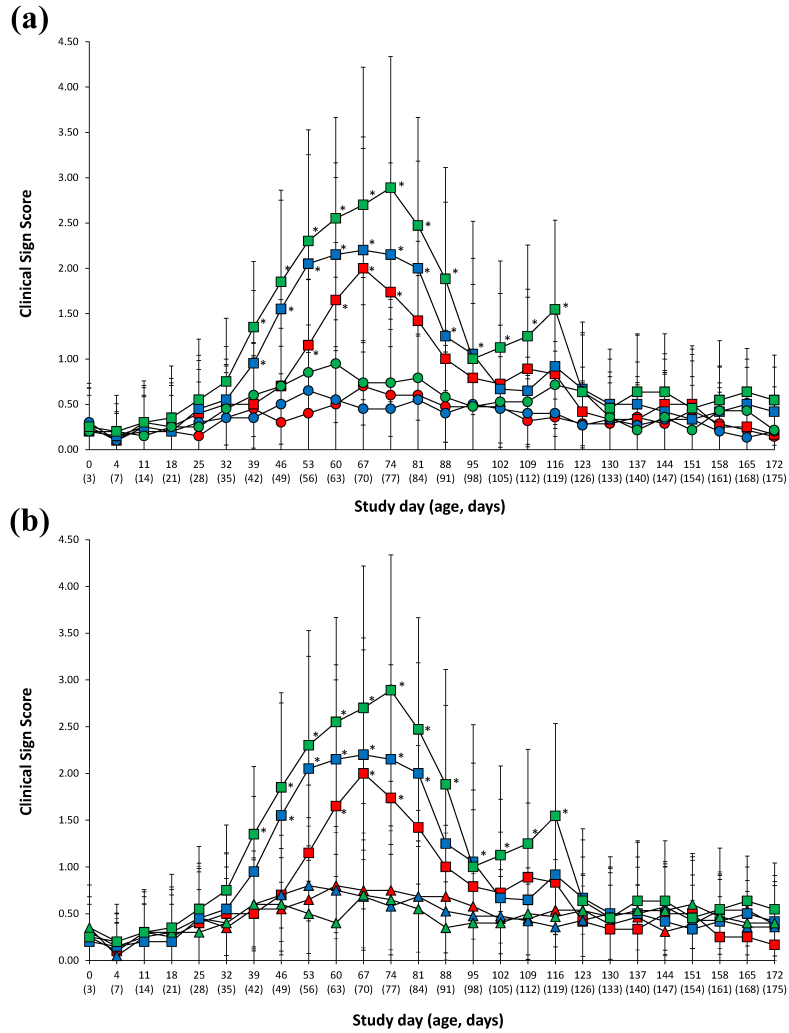 (a)
4.50
4.00
3.50
3.00
2.50
2.00
1.50
1.00
0.50
0.00
Clinical Sign Score
* * * * * * * * * * * * * * * * * * * * * * * *
0 4 11 18 25 32 39 46 53 60 67 74 81 88 95 102 109 116 123 130 137 144 151 158 165 172
(3) (7) (14) (21) (28) (35) (42) (49) (56) (63) (70) (77) (84) (91) (98) (105) (112) (119) (126) (133) (140) (147) (154) (161) (168) (175)
Study day (age, days)
(b)
4.50
4.00
3.50
3.00
2.50
2.00
1.50
1.00
0.50
0.00
Clinical Sign Score
* * * * * * * * * * * * * * * * * * * *
0 4 11 18 25 32 39 46 53 60 67 74 81 88 95 102 109 116 123 130 137 144 151 158 165 172
(3) (7) (14) (21) (28) (35) (42) (49) (56) (63) (70) (77) (84) (91) (98) (105) (112) (119) (126) (133) (140) (147) (154) (161) (168) (175)
Study day (age, days)